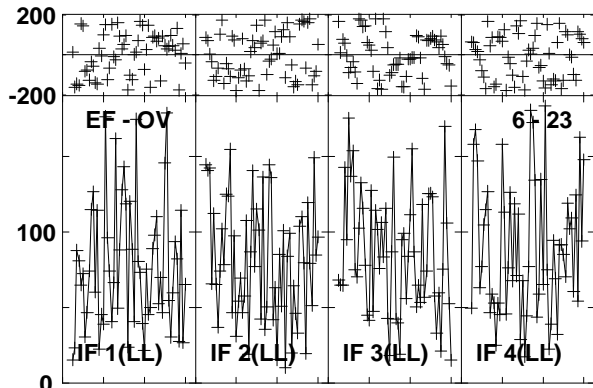 200
-200
EF - OV 6 - 23
100
IF 1(LL) IF 2(LL) IF 3(LL) IF 4(LL)
0